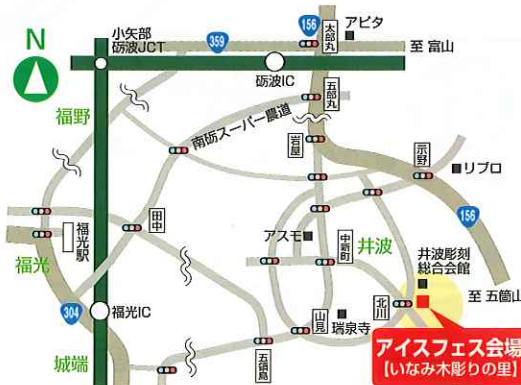 N
小矢部
砺波JCT
359
156
太郎丸
アピタ
至 富山
砺波IC
五郎丸
福野
南砺スーパー農道
岩屋
示野
リブロ
156
田中
福光駅
福光
アスモ
中新町
井波
井波彫刻
総合会館
至 五箇山
304
福光IC
山見
瑞泉寺
北川
城端
五領島
アイスフェス会場
【いなみ木彫りの里】